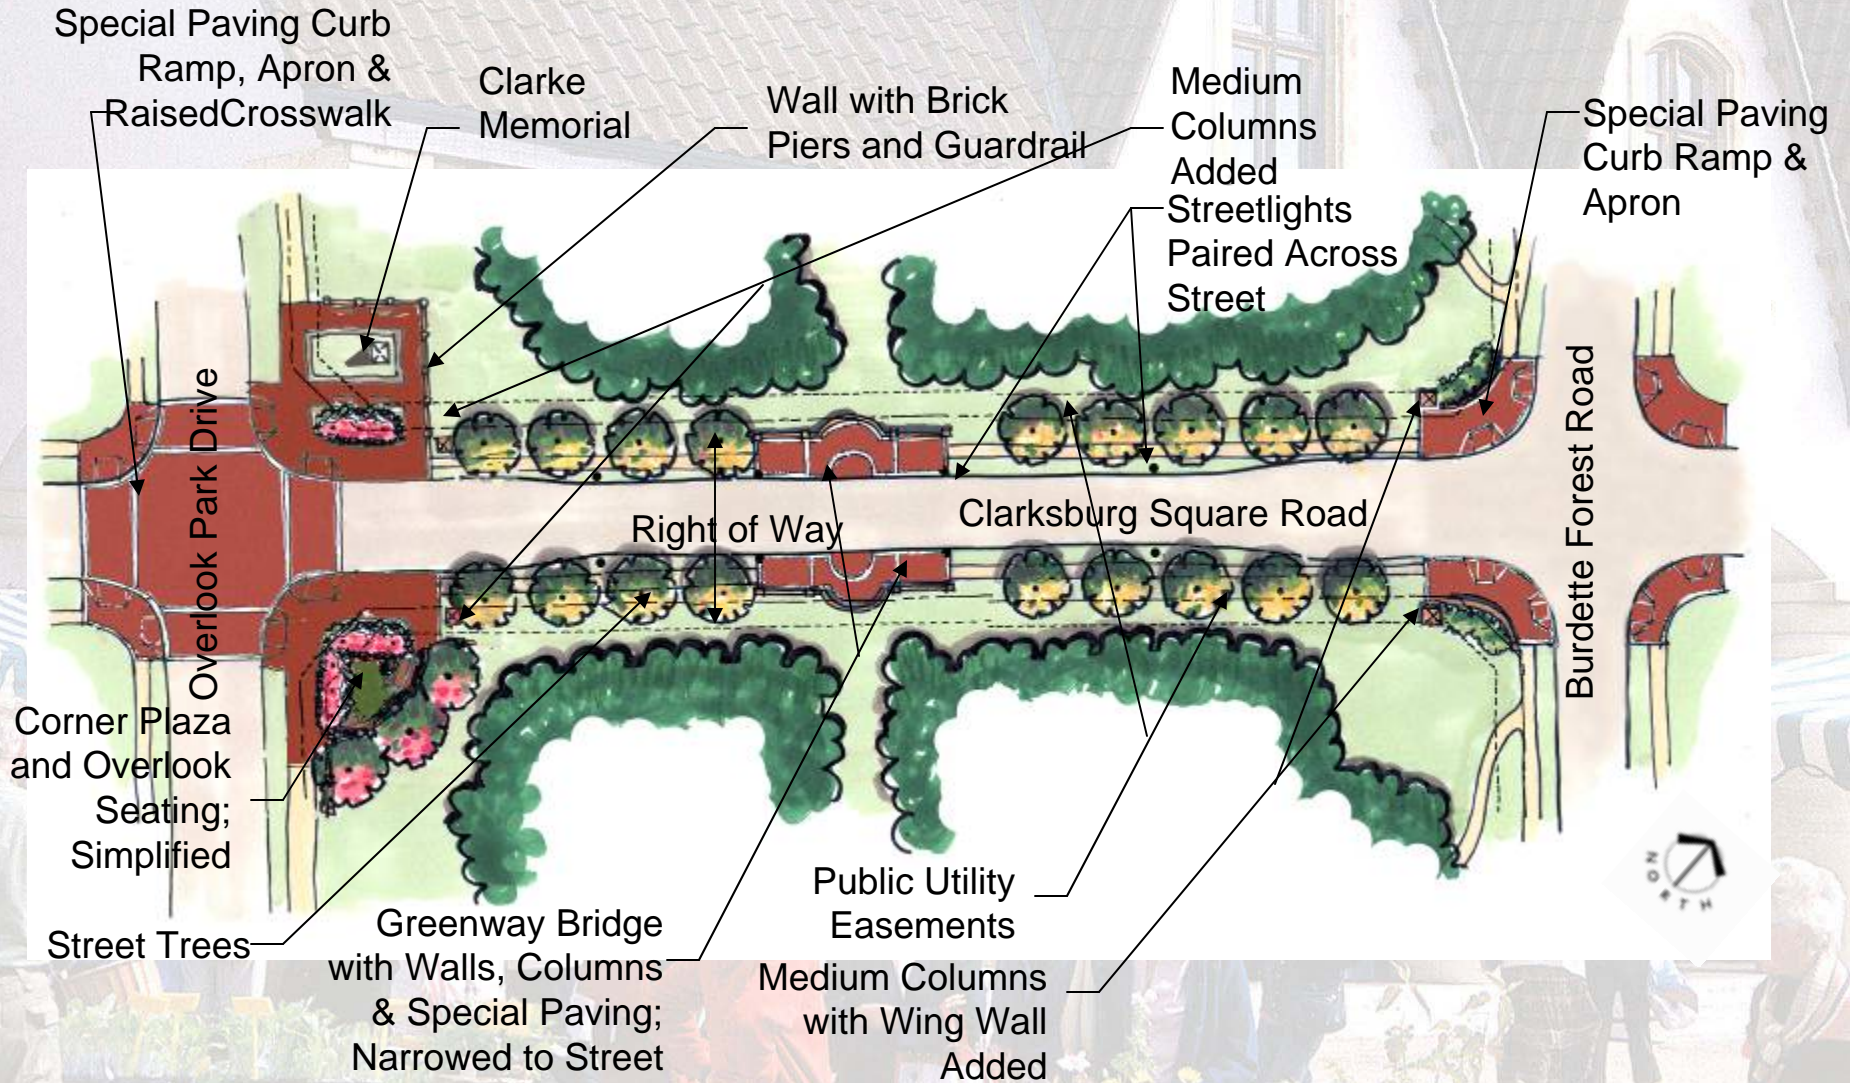 Special Paving Curb
Ramp, Apron &
RaisedCrosswalk
Clarke
Memorial
Wall with Brick
Piers and Guardrail
Medium
Columns
Added
Streetlights
Paired Across
Street
Special Paving
Curb Ramp &
Apron
Overlook Park Drive
Right of Way
Clarksburg Square Road
Burdette Forest Road
Corner Plaza
and Overlook
Seating;
Simplified
Street Trees
Greenway Bridge
with Walls, Columns
& Special Paving;
Narrowed to Street
Public Utility
Easements
Medium Columns
with Wing Wall
Added
NORTH